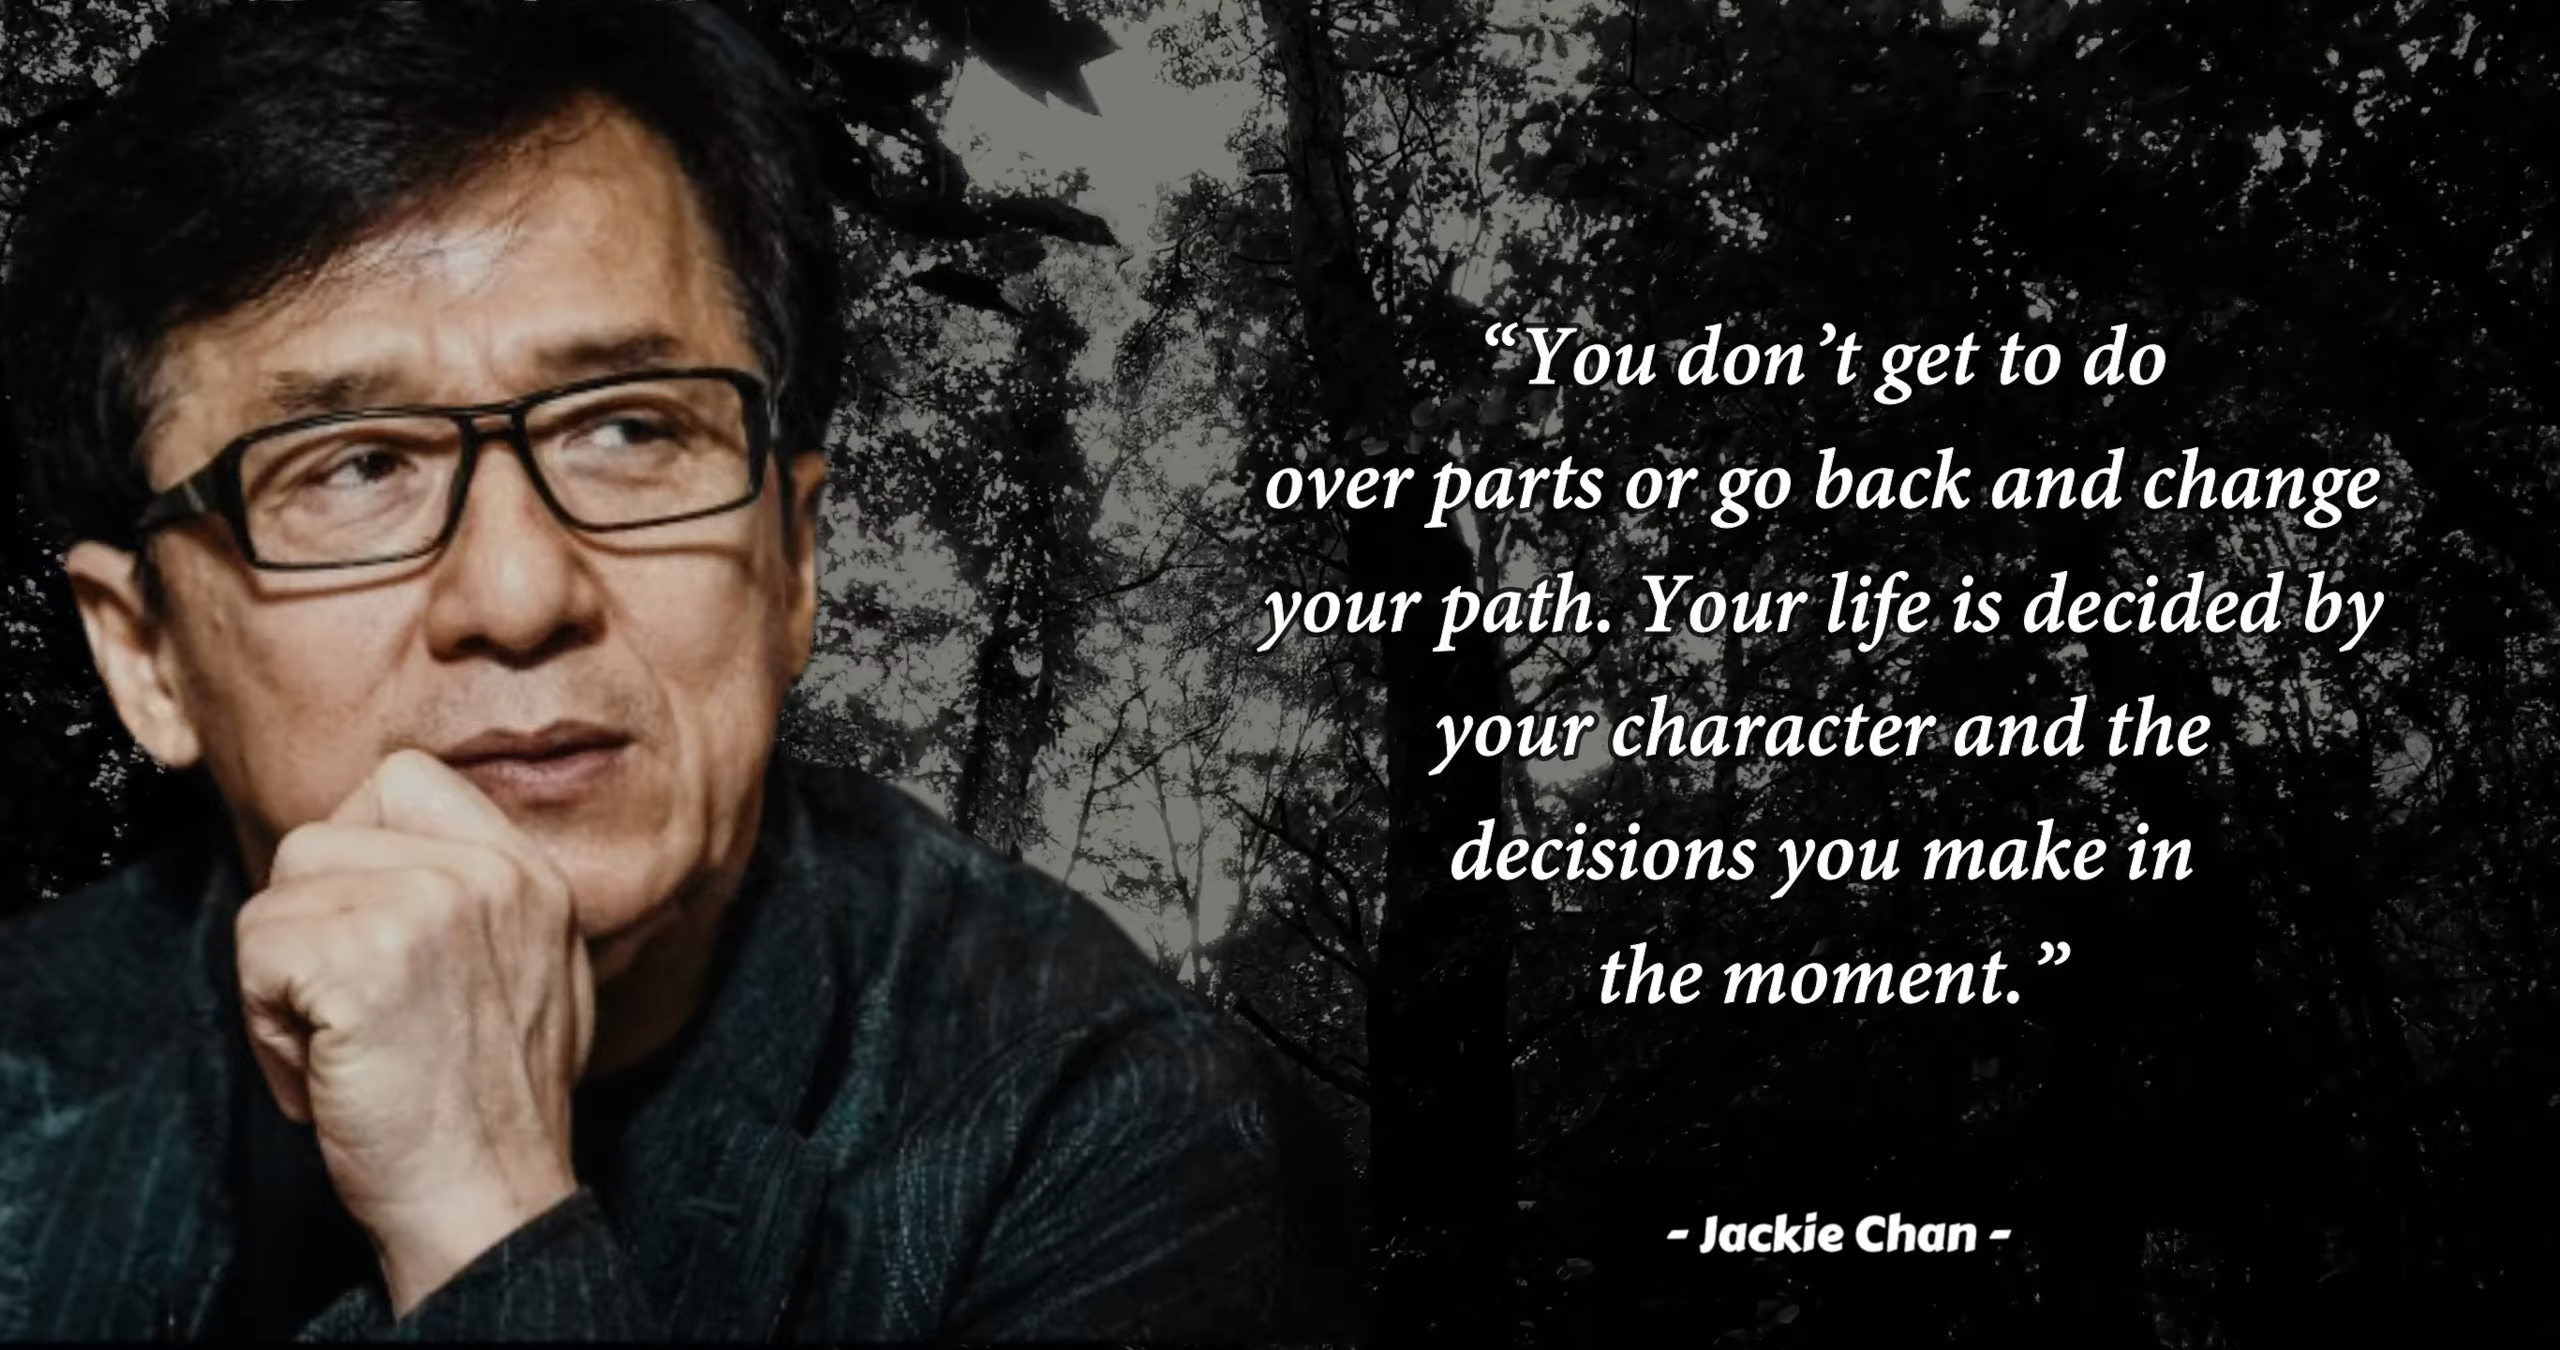 “You don’t get to do
over parts or go back and change
your path. Your life is decided by
your character and the
decisions you make in
the moment.”
- Jackie Chan -